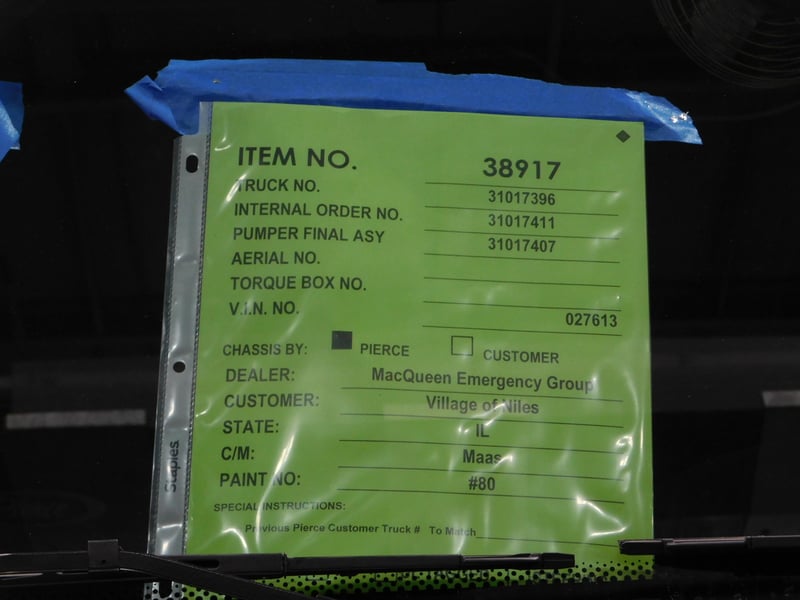 ITEM NO. 38917
TRUCK NO. 31017396
INTERNAL ORDER NO. 31017411
PUMPER FINAL ASY 31017407
AERIAL NO.
TORQUE BOX NO.
V.I.N. NO. 027613
CHASSIS BY: PIERCE CUSTOMER
DEALER: MacQueen Emergency Group
CUSTOMER: Village of Niles
STATE: IL
C/M: Maas
PAINT NO: #80
SPECIAL INSTRUCTIONS:
Previous Pierce Customer Truck # To Match
Staples